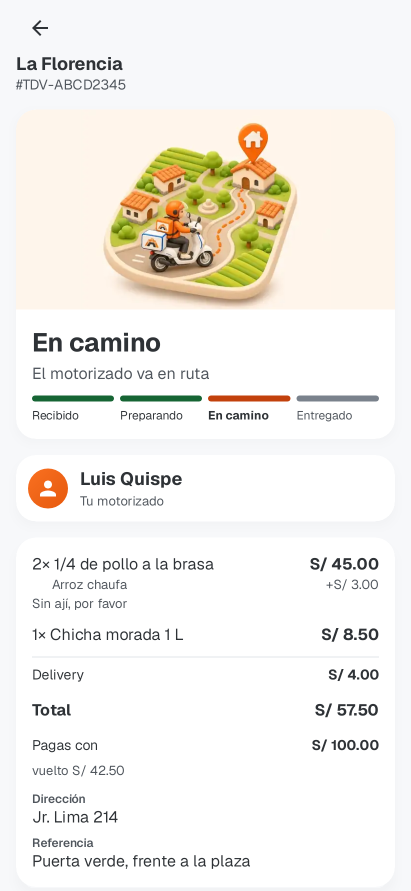 La Florencia
#TDV-ABCD2345
En camino
El motorizado va en ruta
Recibido Preparando En camino Entregado
Luis Quispe
Tu motorizado
2× 1/4 de pollo a la brasa S/ 45.00
Arroz chaufa +S/ 3.00
Sin ají, por favor
1× Chicha morada 1 L S/ 8.50
Delivery S/ 4.00
Total S/ 57.50
Pagas con S/ 100.00
vuelto S/ 42.50
Dirección
Jr. Lima 214
Referencia
Puerta verde, frente a la plaza